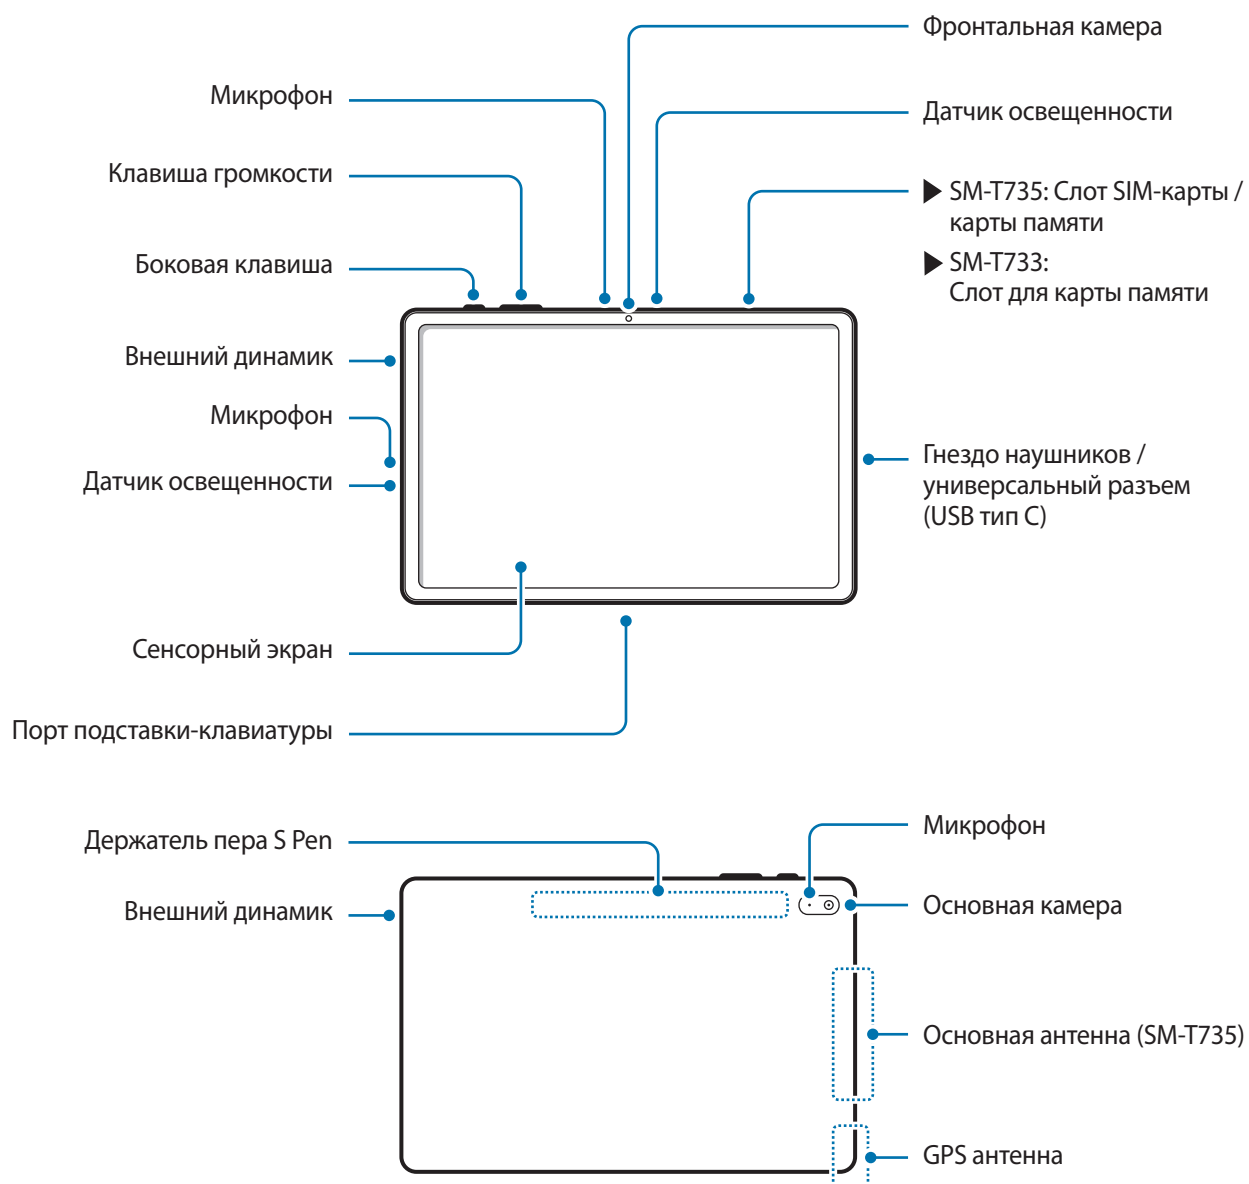 Фронтальная камера
Микрофон
Датчик освещенности
Клавиша громкости
SM-T735: Слот SIM-карты /
карты памяти
Боковая клавиша
SM-T733:
Слот для карты памяти
Внешний динамик
Микрофон
Гнездо наушников /
универсальный разъем
(USB тип C)
Датчик освещенности
Сенсорный экран
Порт подставки-клавиатуры
Микрофон
Держатель пера S Pen
Основная камера
Внешний динамик
Основная антенна (SM-T735)
GPS антенна